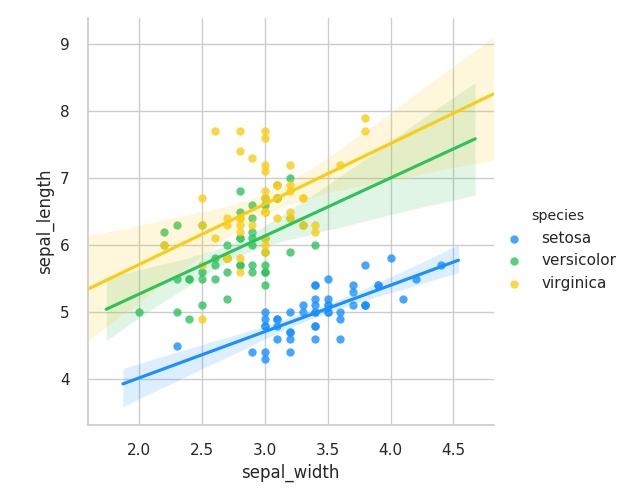 9
8
7
6
5
4
sepal_length
2.0 2.5 3.0 3.5 4.0 4.5
sepal_width
species
setosa
versicolor
virginica